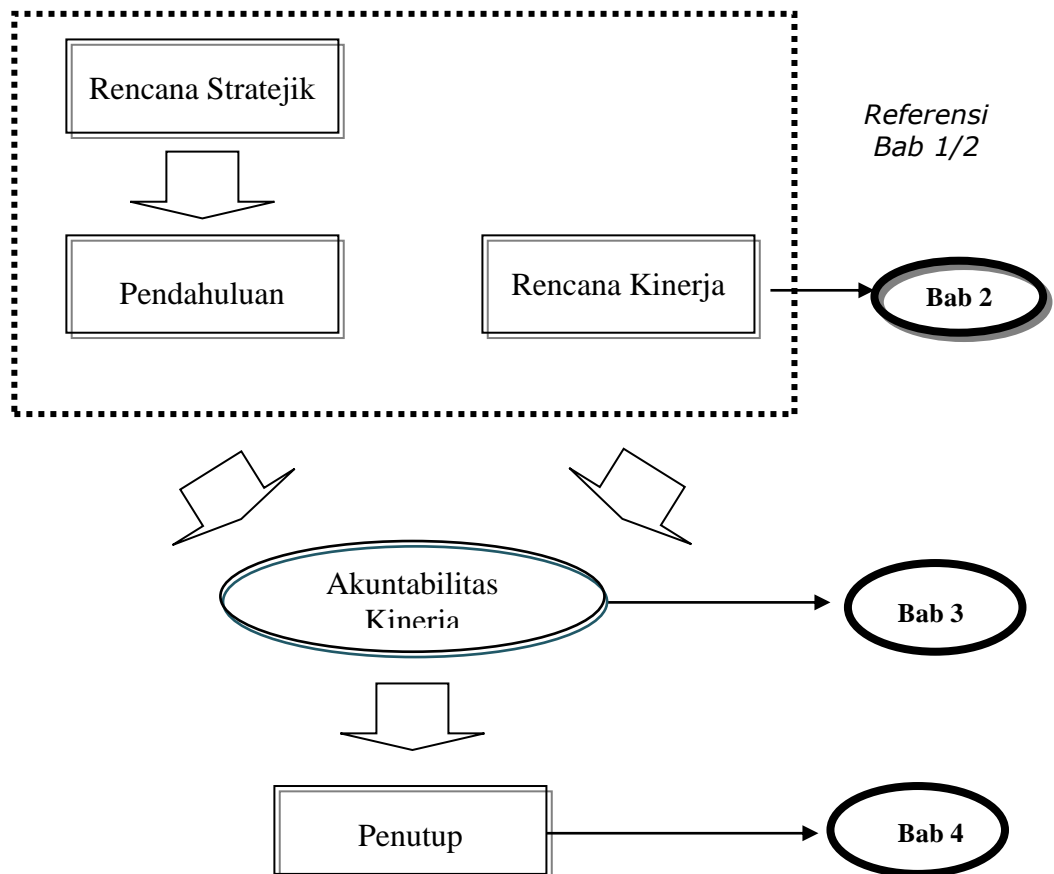 Rencana Stratejik
Referensi
Bab 1/2
Pendahuluan
Rencana Kinerja
Bab 2
Akuntabilitas
Kinerja
Bab 3
Penutup
Bab 4